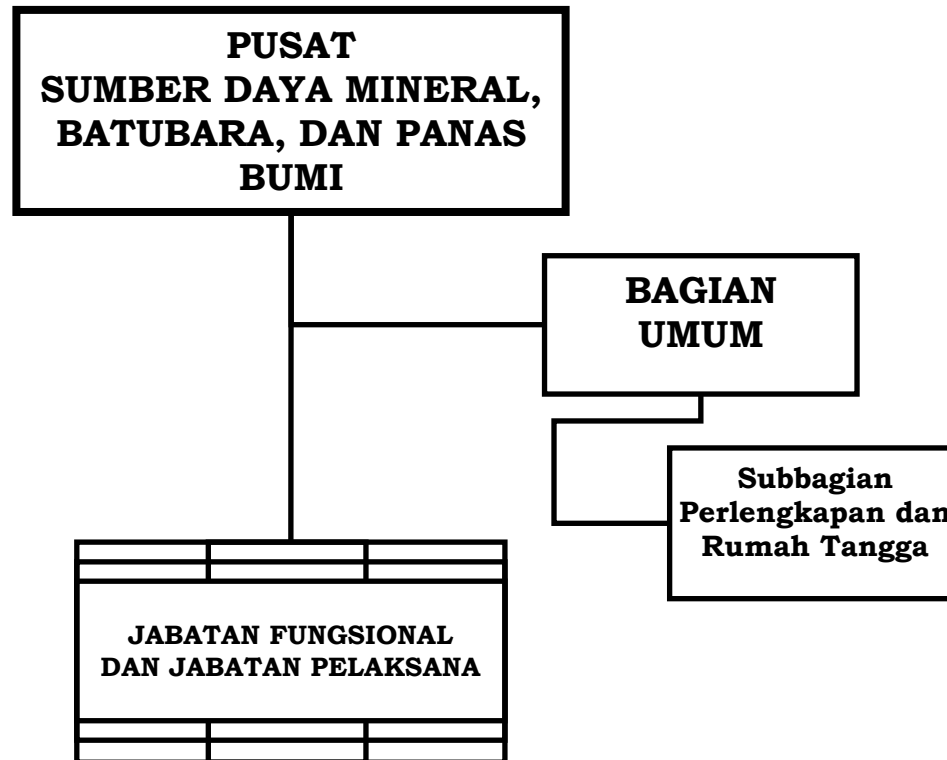 PUSAT
SUMBER DAYA MINERAL,
BATUBARA, DAN PANAS
BUMI
BAGIAN
UMUM
Subbagian
Perlengkapan dan
Rumah Tangga
JABATAN FUNGSIONAL
DAN JABATAN PELAKSANA